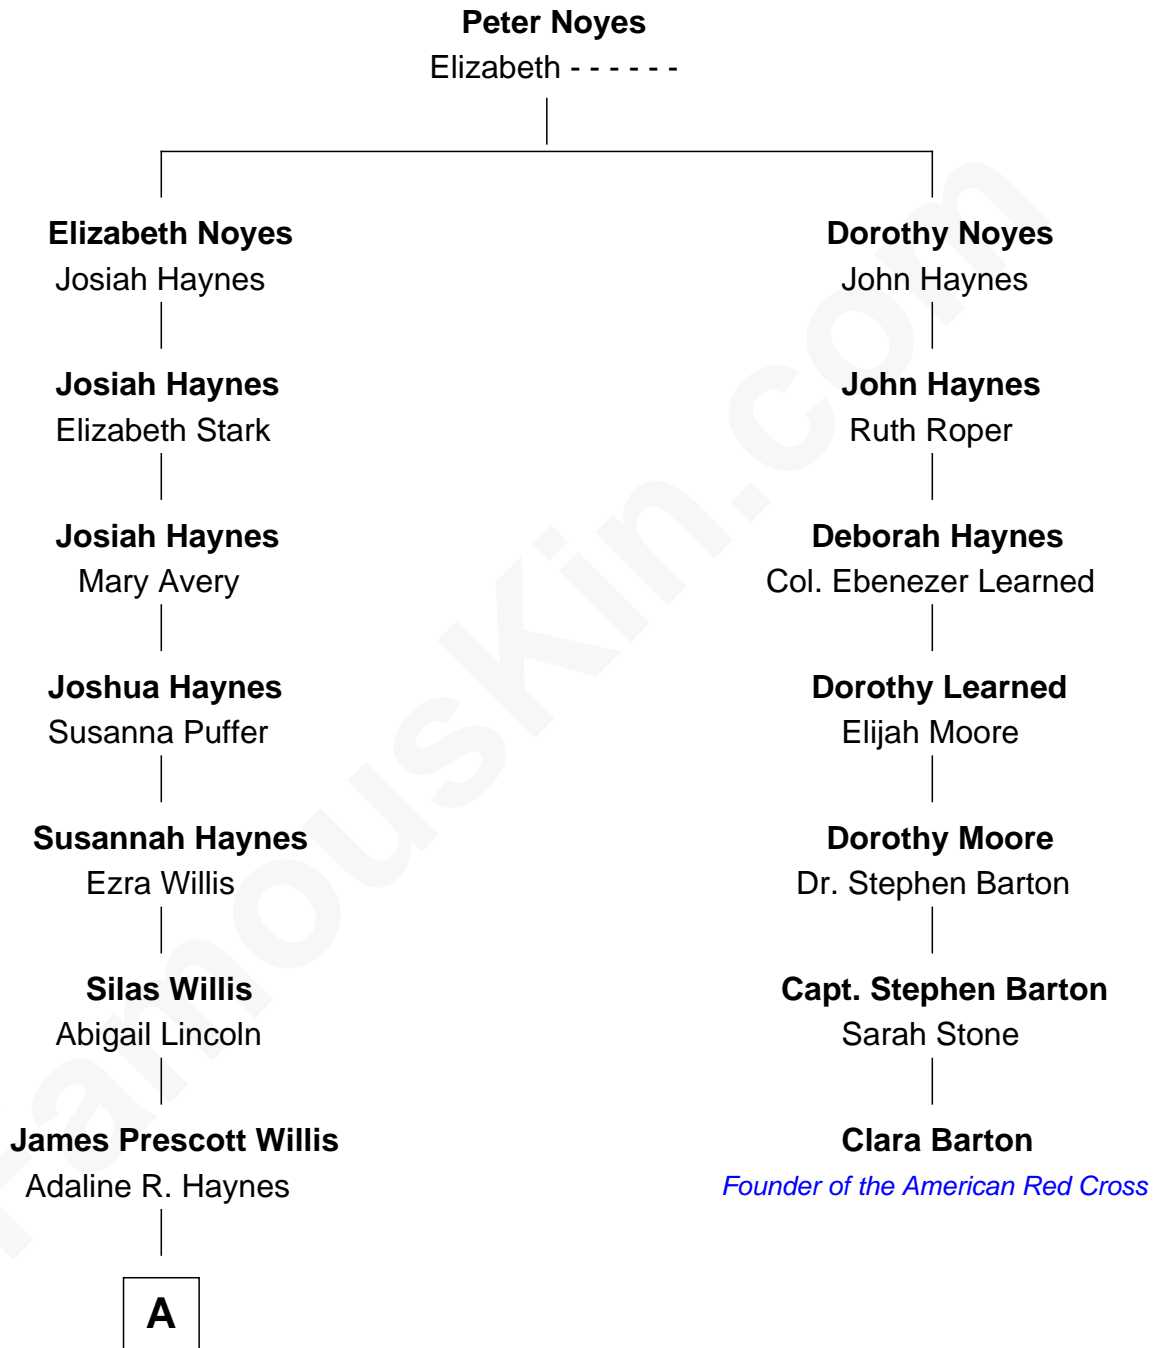 Peter Noyes
Elizabeth - - - - - -
Elizabeth Noyes
Josiah Haynes
Dorothy Noyes
John Haynes
Josiah Haynes
Elizabeth Stark
John Haynes
Ruth Roper
Josiah Haynes
Mary Avery
Deborah Haynes
Col. Ebenezer Learned
Joshua Haynes
Susanna Puffer
Dorothy Learned
Elijah Moore
Susannah Haynes
Ezra Willis
Dorothy Moore
Dr. Stephen Barton
Silas Willis
Abigail Lincoln
Capt. Stephen Barton
Sarah Stone
James Prescott Willis
Adaline R. Haynes
Clara Barton
Founder of the American Red Cross
A
FamousKin.com